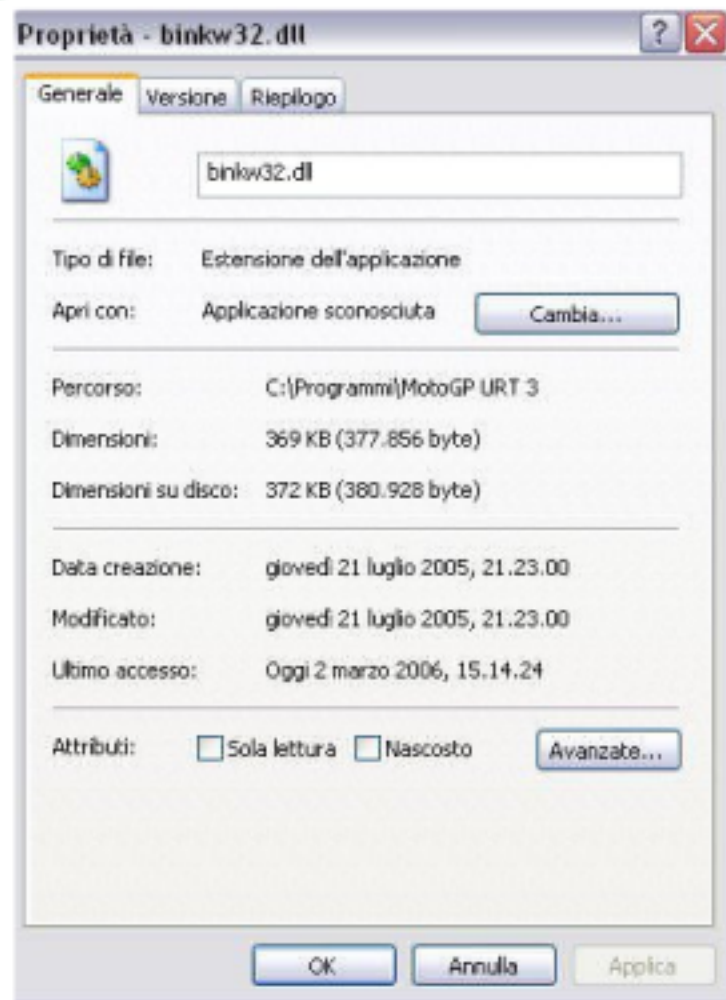 Proprietà - binkw32.dll
Generale Versione Riepilogo
binkw32.dll
Tipo di file: Estensione dell'applicazione
Apri con: Applicazione sconosciuta Cambia...
Percorso: C:\Programmi\MotoGP URT 3
Dimensioni: 369 KB (377.856 byte)
Dimensioni su disco: 372 KB (380.928 byte)
Data creazione: giovedì 21 luglio 2005, 21.23.00
Modificato: giovedì 21 luglio 2005, 21.23.00
Ultimo accesso: Oggi 2 marzo 2006, 15.14.24
Attributi: Sola lettura Nascosto Avanzate...
OK Annulla Applica